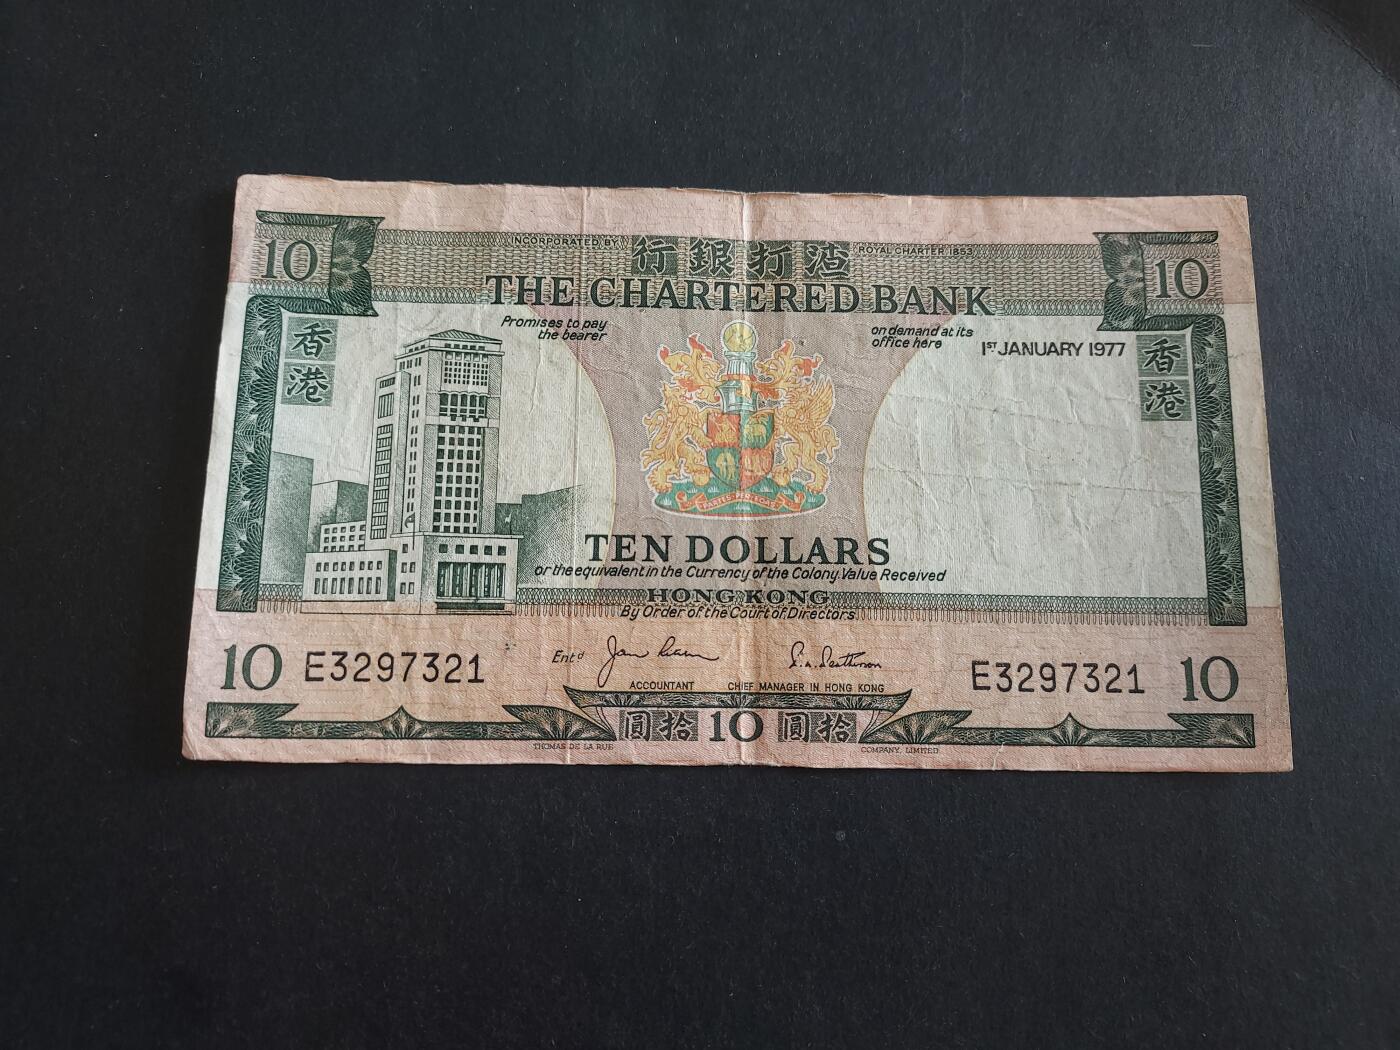 10 INCORPORATED BY 行銀打渣 ROYAL CHARTER 1853 10
THE CHARTERED BANK
Promises to pay
the bearer
on demand at its
office here
1ST JANUARY 1977
香港
香港
PER TERRAS
TEN DOLLARS
or the equivalent in the Currency of the Colony. Value Received
HONG KONG
By Order of the Court of Directors.
10 E3297321 Entd E3297321 10
ACCOUNTANT CHIEF MANAGER IN HONG KONG
圓拾 10 圓拾
THOMAS DE LA RUE COMPANY, LIMITED